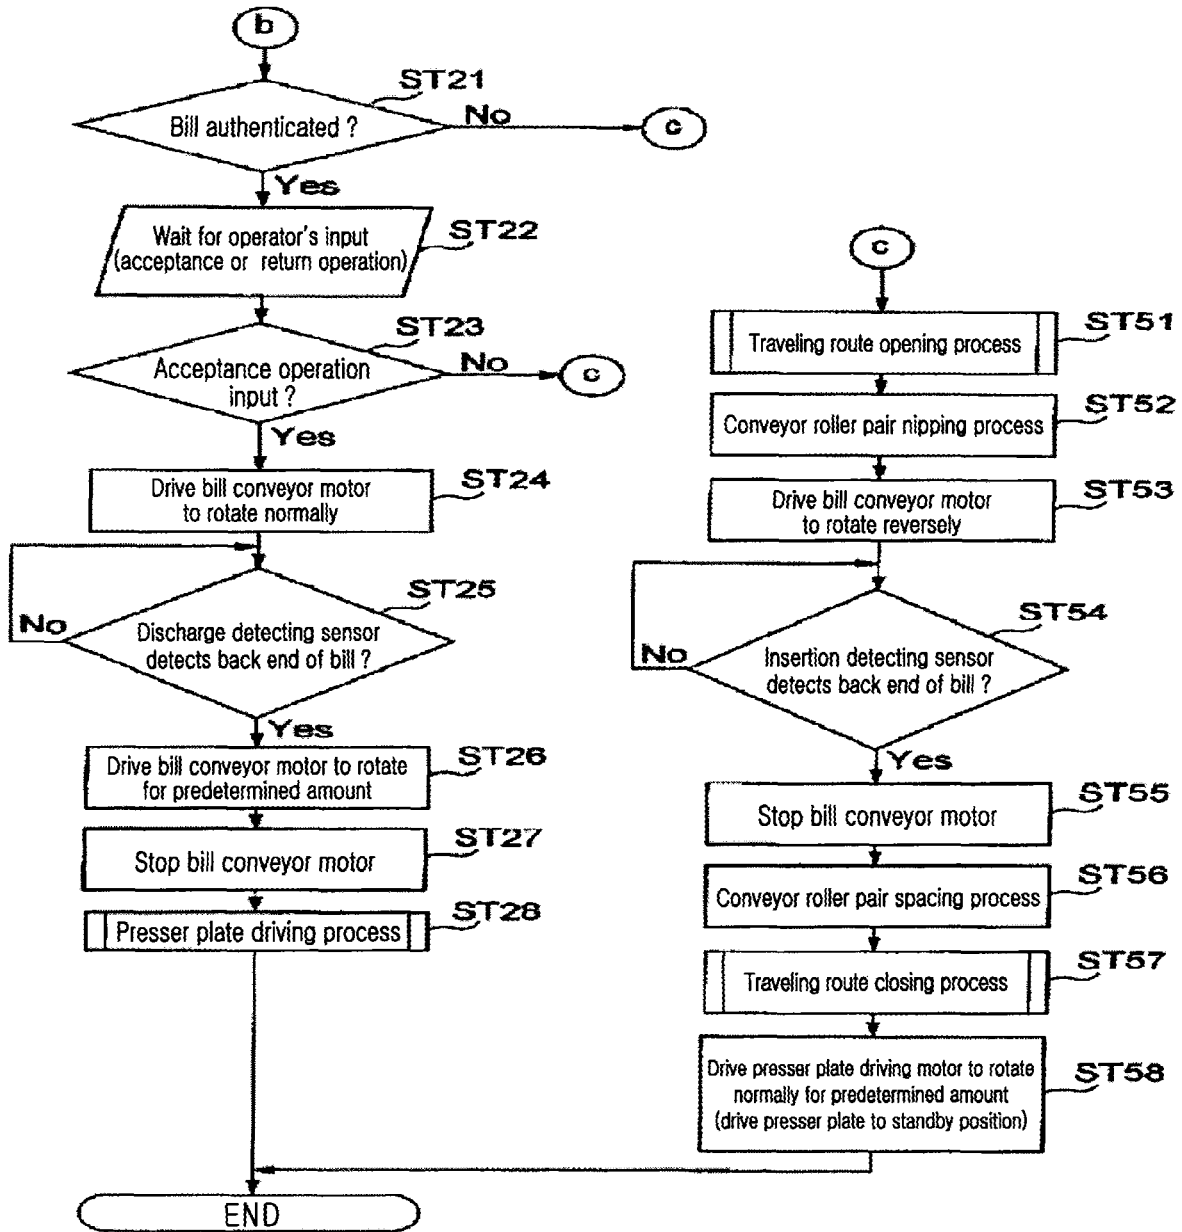 b
ST21
Bill authenticated ?
No
c
Yes
Wait for operator's input
(acceptance or return operation)
ST22
ST23
Acceptance operation
input ?
No
c
Yes
Drive bill conveyor motor
to rotate normally
ST24
ST25
Discharge detecting sensor
detects back end of bill ?
No
Yes
Drive bill conveyor motor to rotate
for predetermined amount
ST26
Stop bill conveyor motor
ST27
Presser plate driving process
ST28
c
Traveling route opening process
ST51
Conveyor roller pair nipping process
ST52
Drive bill conveyor motor
to rotate reversely
ST53
ST54
Insertion detecting sensor
detects back end of bill ?
No
Yes
Stop bill conveyor motor
ST55
Conveyor roller pair spacing process
ST56
Traveling route closing process
ST57
Drive presser plate driving motor to rotate
normally for predetermined amount
(drive presser plate to standby position)
ST58
END